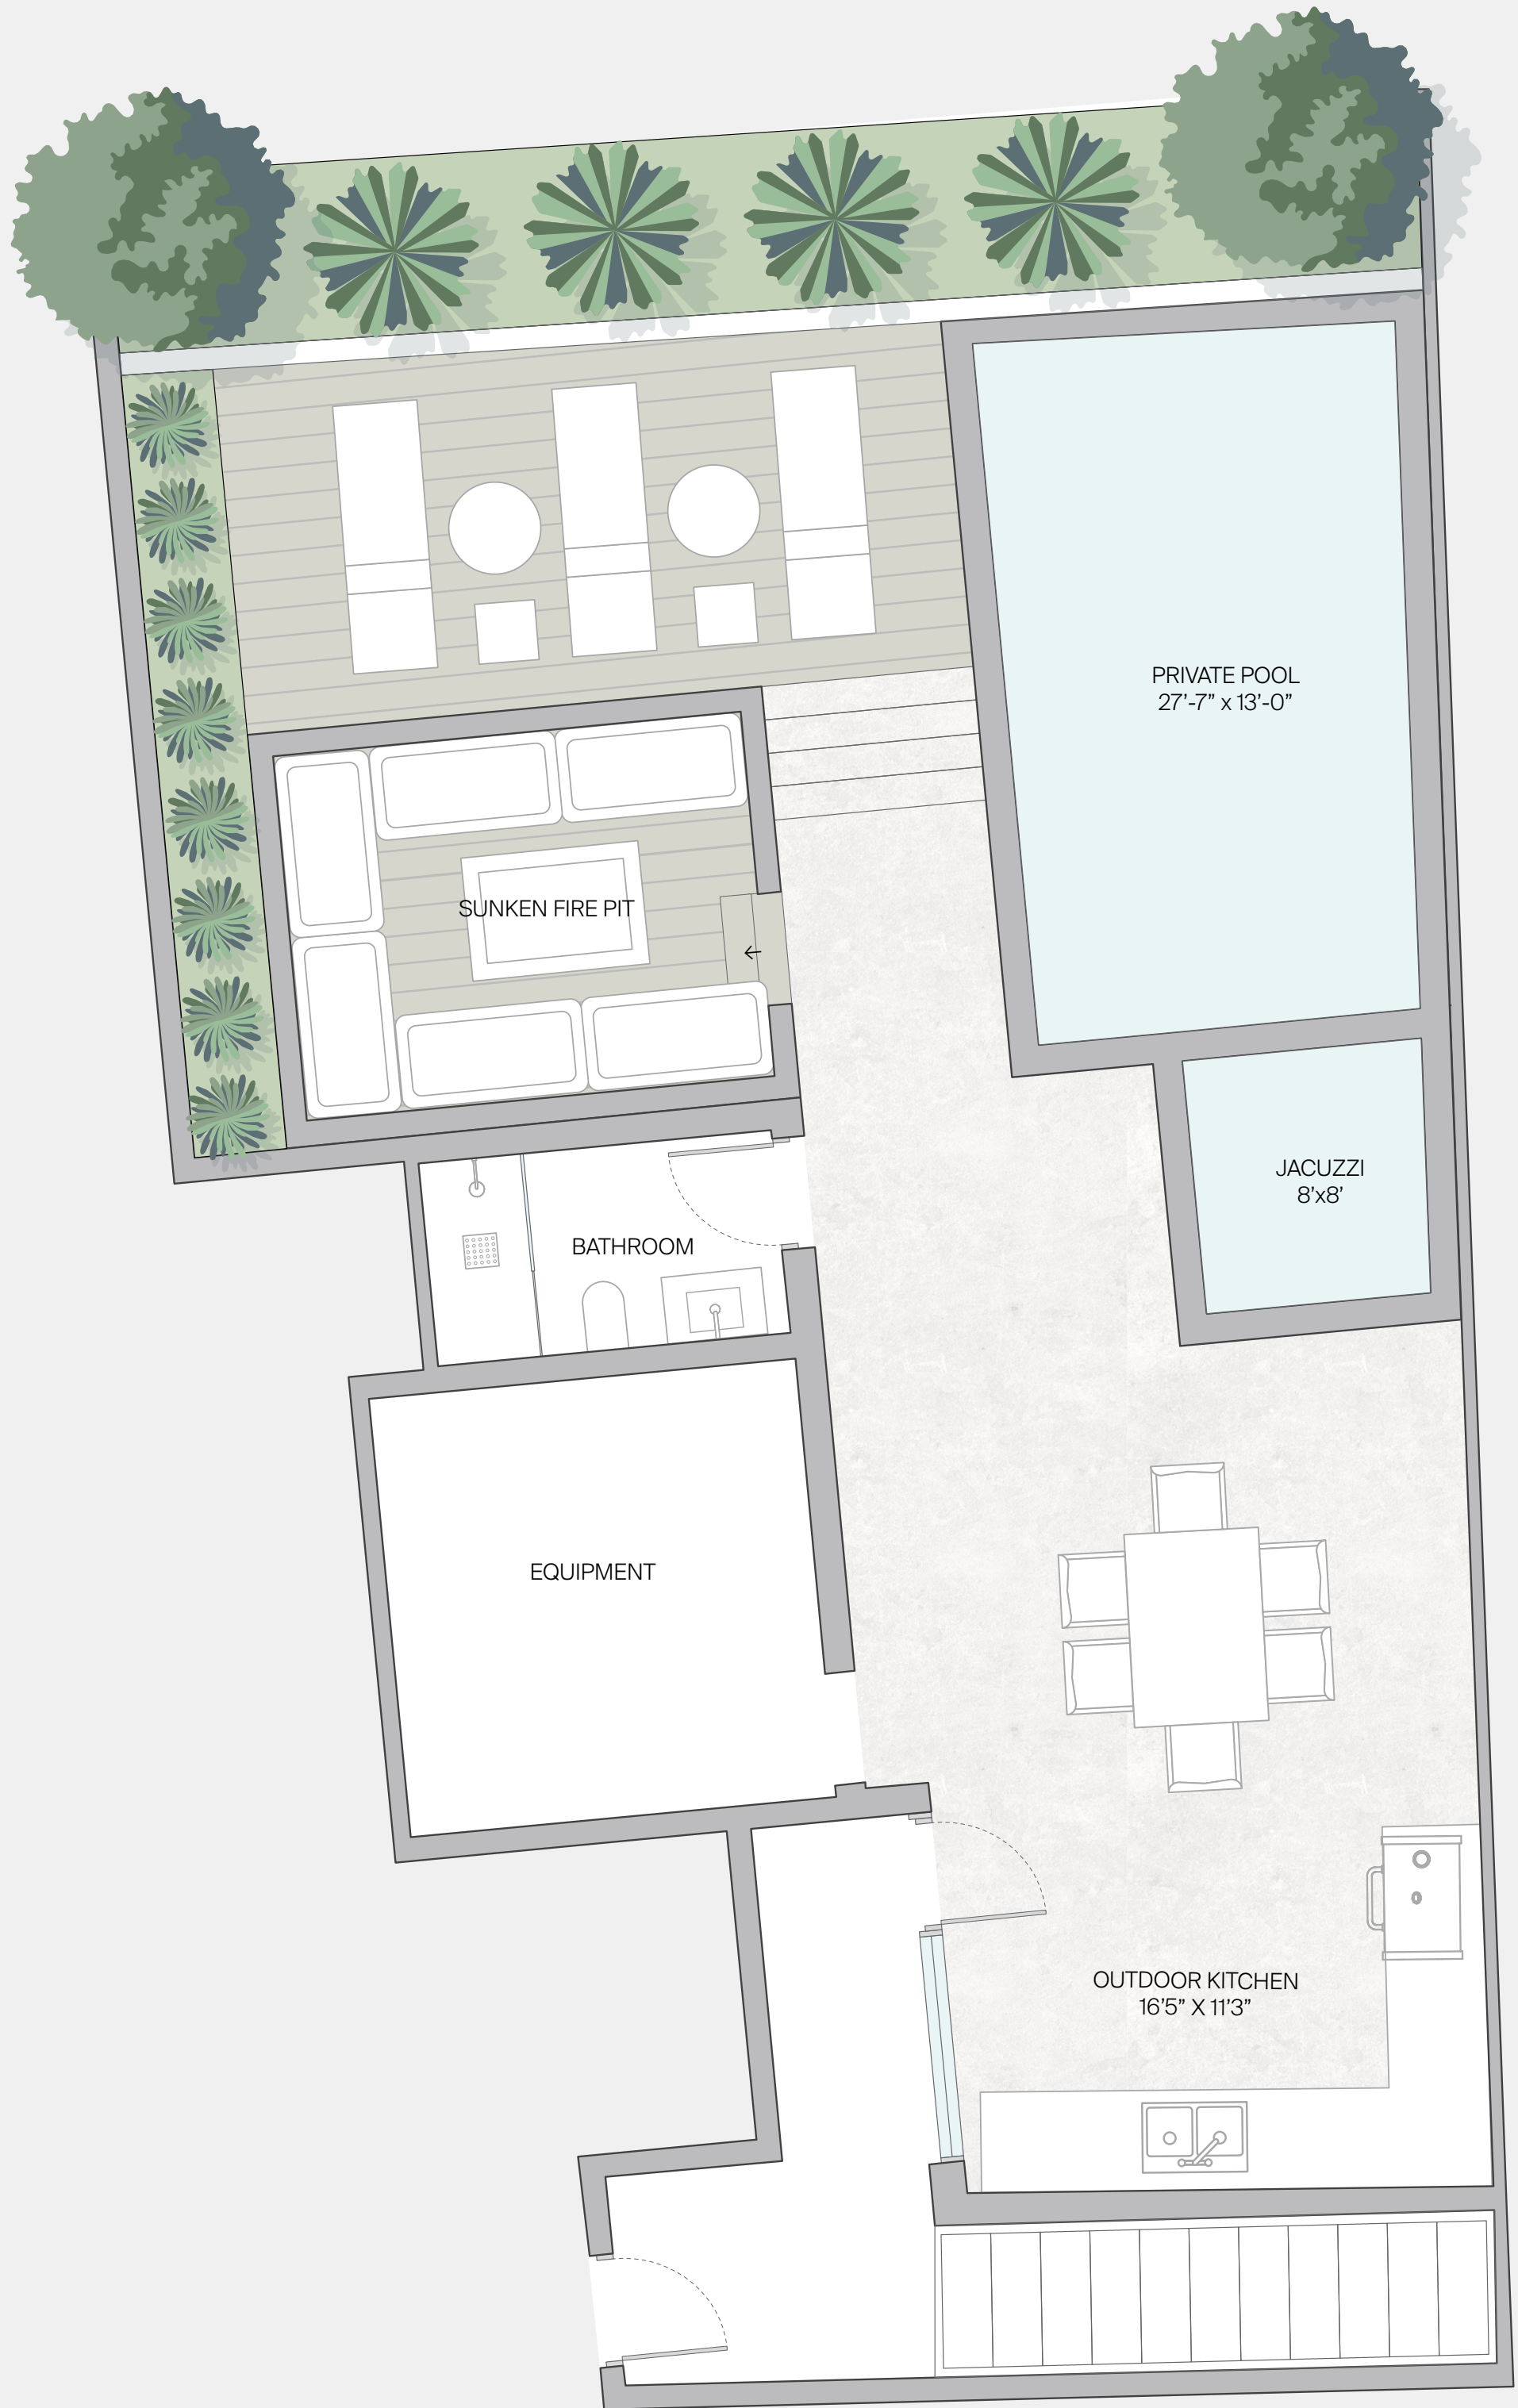 PRIVATE POOL
27’-7” x 13’-0”
SUNKEN FIRE PIT
JACUZZI
8’x8’
BATHROOM
EQUIPMENT
OUTDOOR KITCHEN
16’5” X 11’3”